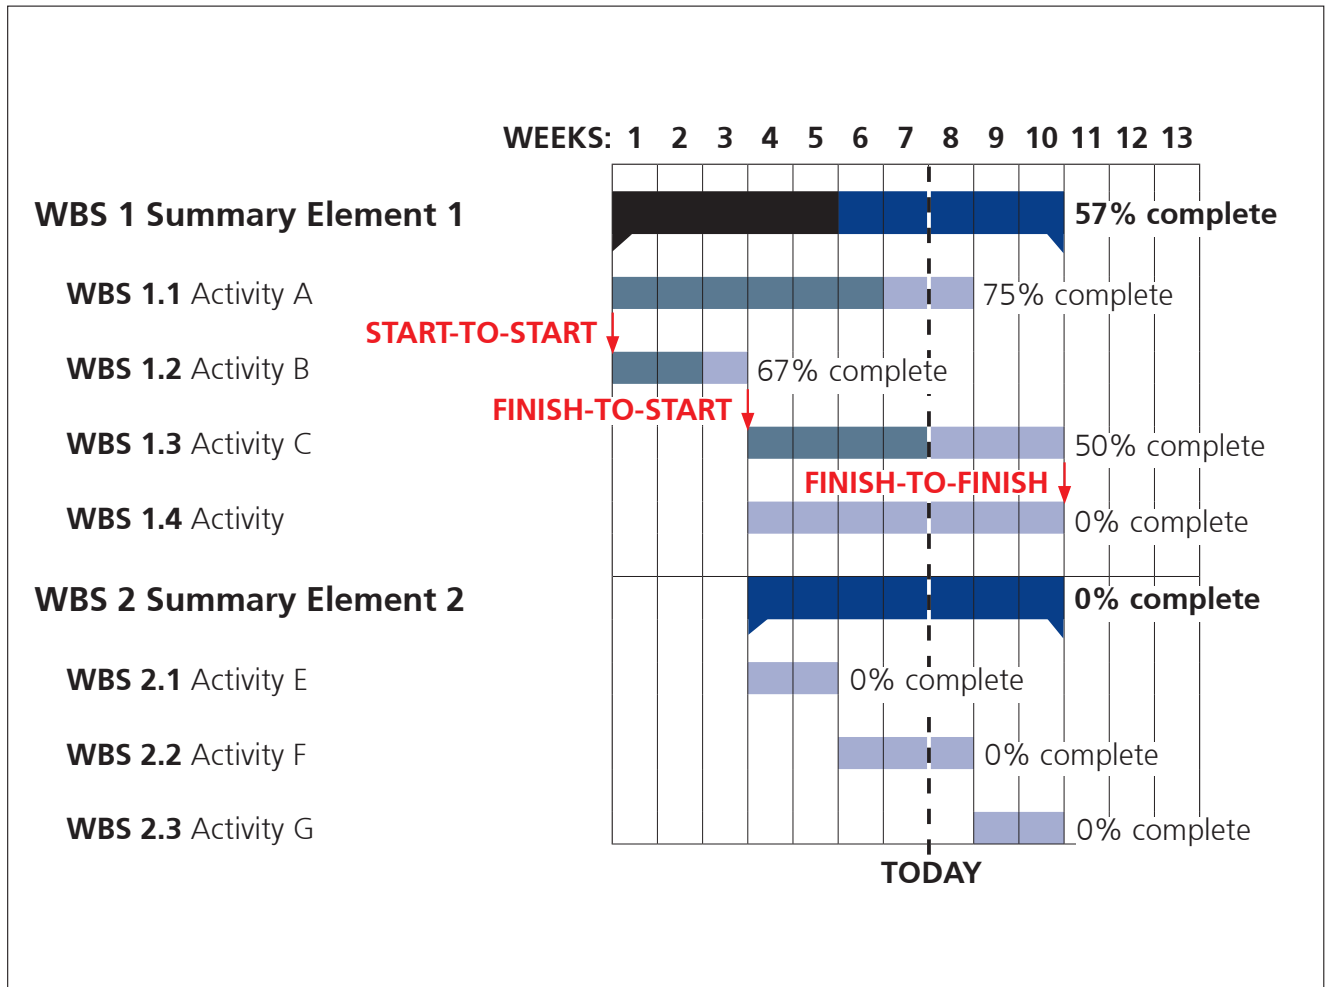 WEEKS: 1 2 3 4 5 6 7 8 9 10 11 12 13
WBS 1 Summary Element 1 57% complete
WBS 1.1 Activity A 75% complete
START-TO-START
WBS 1.2 Activity B 67% complete
FINISH-TO-START
WBS 1.3 Activity C 50% complete
FINISH-TO-FINISH
WBS 1.4 Activity 0% complete
WBS 2 Summary Element 2 0% complete
WBS 2.1 Activity E 0% complete
WBS 2.2 Activity F 0% complete
WBS 2.3 Activity G 0% complete
TODAY